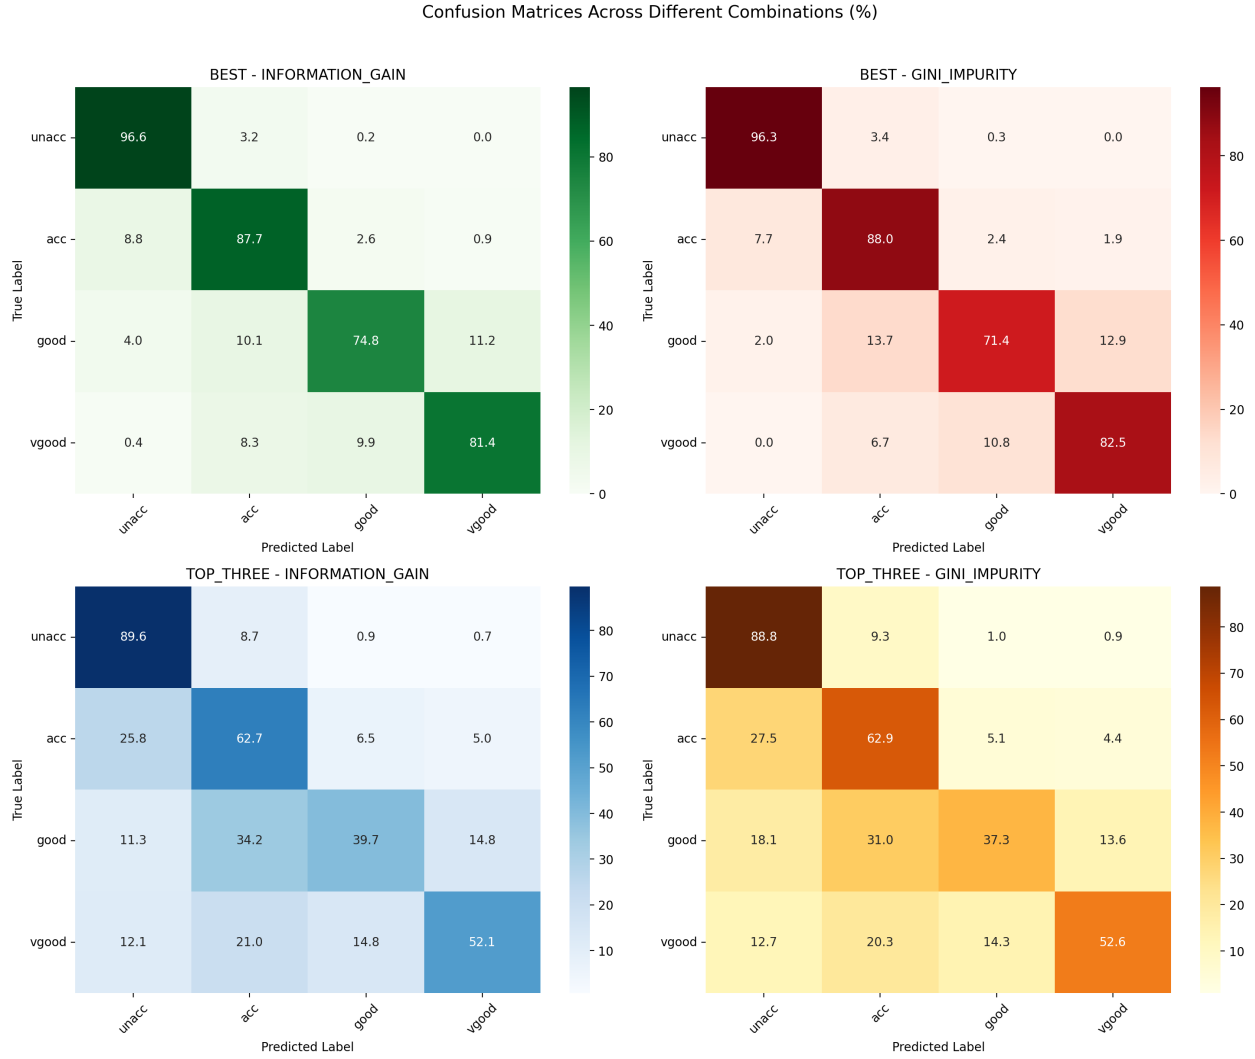 Confusion Matrices Across Different Combinations (%)
BEST - INFORMATION_GAIN
unacc 96.6 3.2 0.2 0.0
acc 8.8 87.7 2.6 0.9
good 4.0 10.1 74.8 11.2
vgood 0.4 8.3 9.9 81.4
True Label
unacc acc good vgood
Predicted Label
80
60
40
20
0
BEST - GINI_IMPURITY
unacc 96.3 3.4 0.3 0.0
acc 7.7 88.0 2.4 1.9
good 2.0 13.7 71.4 12.9
vgood 0.0 6.7 10.8 82.5
True Label
unacc acc good vgood
Predicted Label
80
60
40
20
0
TOP_THREE - INFORMATION_GAIN
unacc 89.6 8.7 0.9 0.7
acc 25.8 62.7 6.5 5.0
good 11.3 34.2 39.7 14.8
vgood 12.1 21.0 14.8 52.1
True Label
unacc acc good vgood
Predicted Label
80
70
60
50
40
30
20
10
TOP_THREE - GINI_IMPURITY
unacc 88.8 9.3 1.0 0.9
acc 27.5 62.9 5.1 4.4
good 18.1 31.0 37.3 13.6
vgood 12.7 20.3 14.3 52.6
True Label
unacc acc good vgood
Predicted Label
80
70
60
50
40
30
20
10